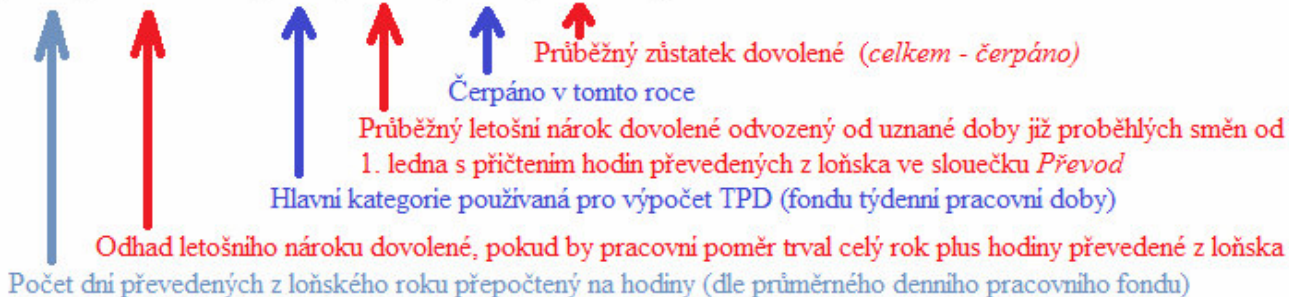 Průběžný zůstatek dovolené (celkem - čerpáno)
Čerpáno v tomto roce
Průběžný letošní nárok dovolené odvozený od uznané doby již proběhlých směn od
1. ledna s přičtením hodin převedených z loňska ve slouečku Převod
Hlavní kategorie používaná pro výpočet TPD (fondu týdenní pracovní doby)
Odhad letošního nároku dovolené, pokud by pracovní poměr trval celý rok plus hodiny převedené z loňska
Počet dní převedených z loňského roku přepočtený na hodiny (dle průměrného denního pracovního fondu)